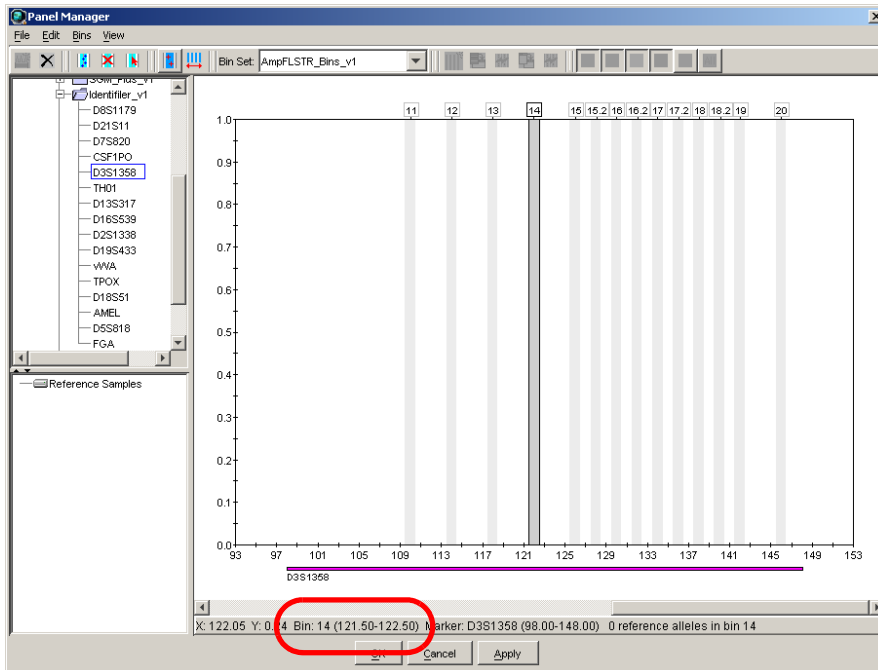 Panel Manager
File Edit Bins View
Bin Set: AmpFLSTR_Bins_v1
SGM_Plus_v1
Identifiler_v1
D8S1179
D21S11
D7S820
CSF1PO
D3S1358
TH01
D13S317
D16S539
D2S1338
D19S433
vWA
TPOX
D18S51
AMEL
D5S818
FGA
Reference Samples
11 12 13 14 15 15.2 16 16.2 17 17.2 18 18.2 19 20
1.0
0.9
0.8
0.7
0.6
0.5
0.4
0.3
0.2
0.1
0.0
93 97 101 105 109 113 117 121 125 129 133 137 141 145 149 153
D3S1358
X: 122.05 Y: 0.24 Bin: 14 (121.50-122.50) Marker: D3S1358 (98.00-148.00) 0 reference alleles in bin 14
OK Cancel Apply